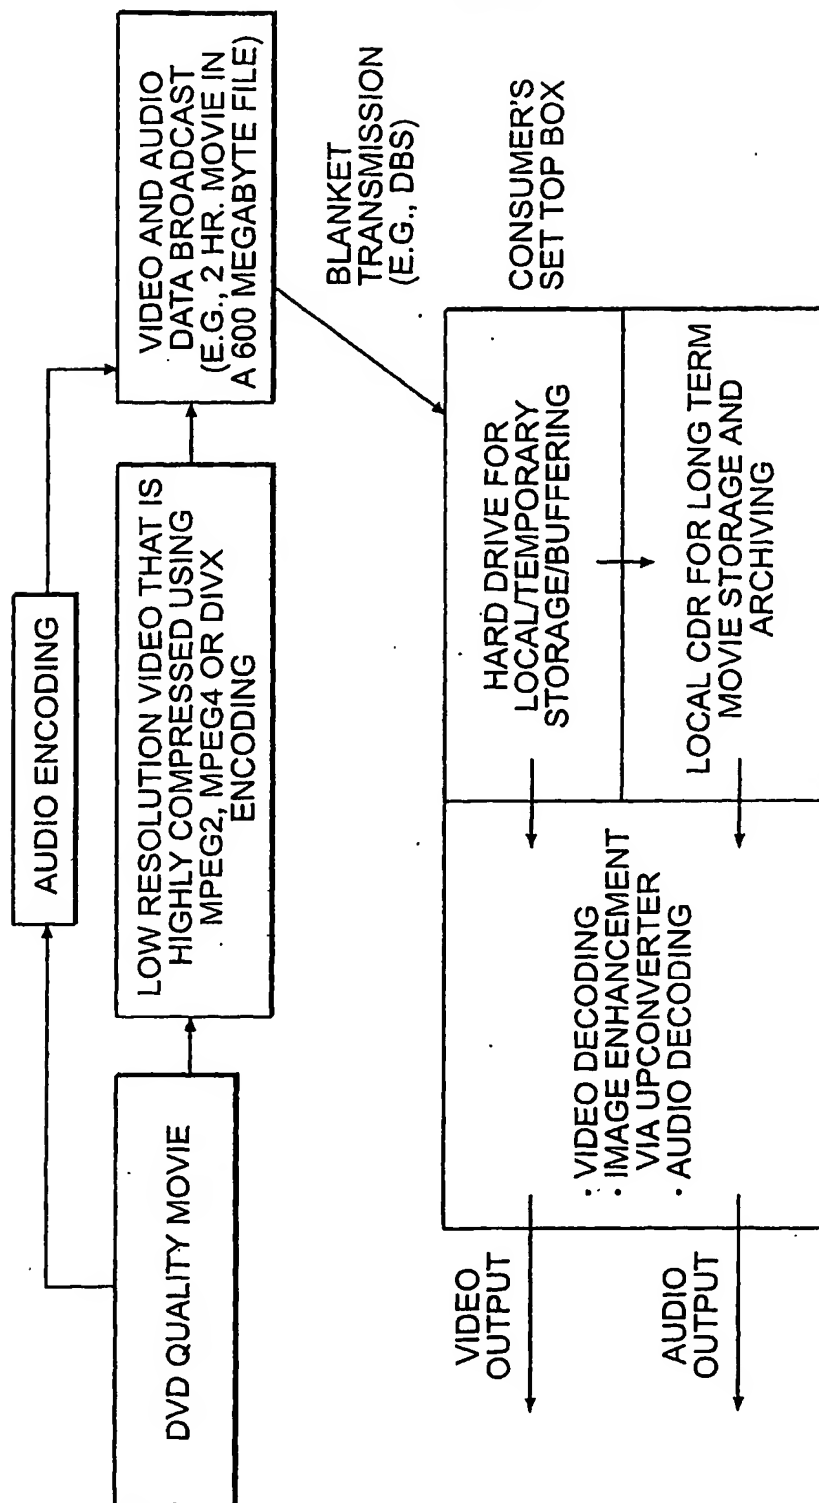 AUDIO ENCODING
DVD QUALITY MOVIE
LOW RESOLUTION VIDEO THAT IS
HIGHLY COMPRESSED USING
MPEG2, MPEG4 OR DIVX
ENCODING
VIDEO AND AUDIO
DATA BROADCAST
(E.G., 2 HR. MOVIE IN
A 600 MEGABYTE FILE)
BLANKET
TRANSMISSION
(E.G., DBS)
CONSUMER'S
SET TOP BOX
HARD DRIVE FOR
LOCAL/TEMPORARY
STORAGE/BUFFERING
LOCAL CDR FOR LONG TERM
MOVIE STORAGE AND
ARCHIVING
· VIDEO DECODING
· IMAGE ENHANCEMENT
VIA UPCONVERTER
· AUDIO DECODING
VIDEO
OUTPUT
AUDIO
OUTPUT